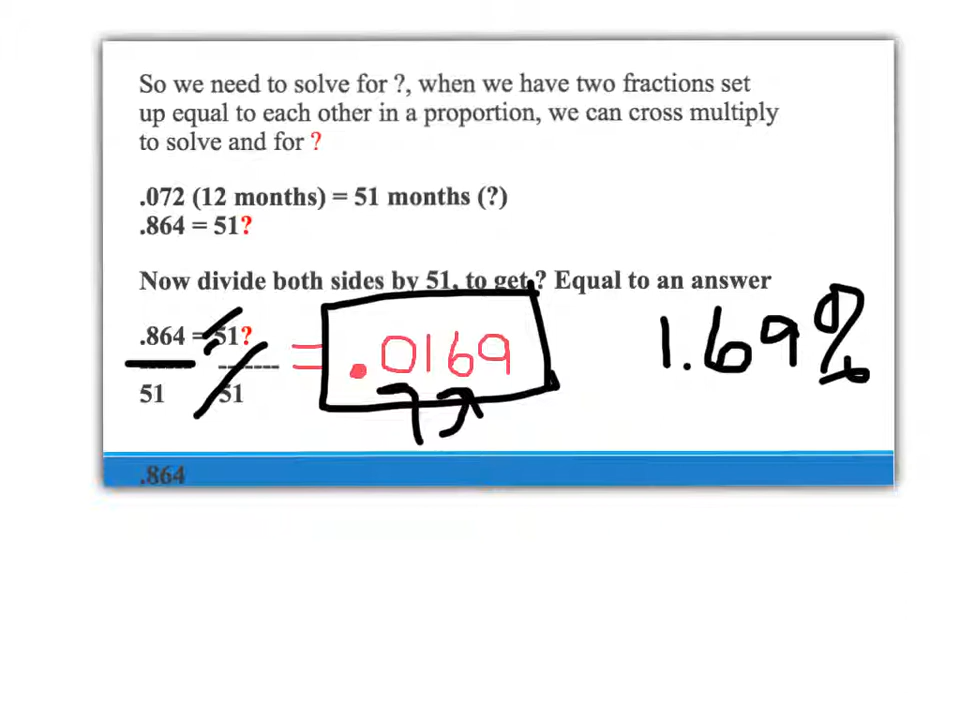 So we need to solve for ?, when we have two fractions set
up equal to each other in a proportion, we can cross multiply
to solve and for ?
.072 (12 months) = 51 months (?)
.864 = 51?
Now divide both sides by 51, to get ? Equal to an answer
.864 = 51? = .0169 1.69%
-------
51 51
.864